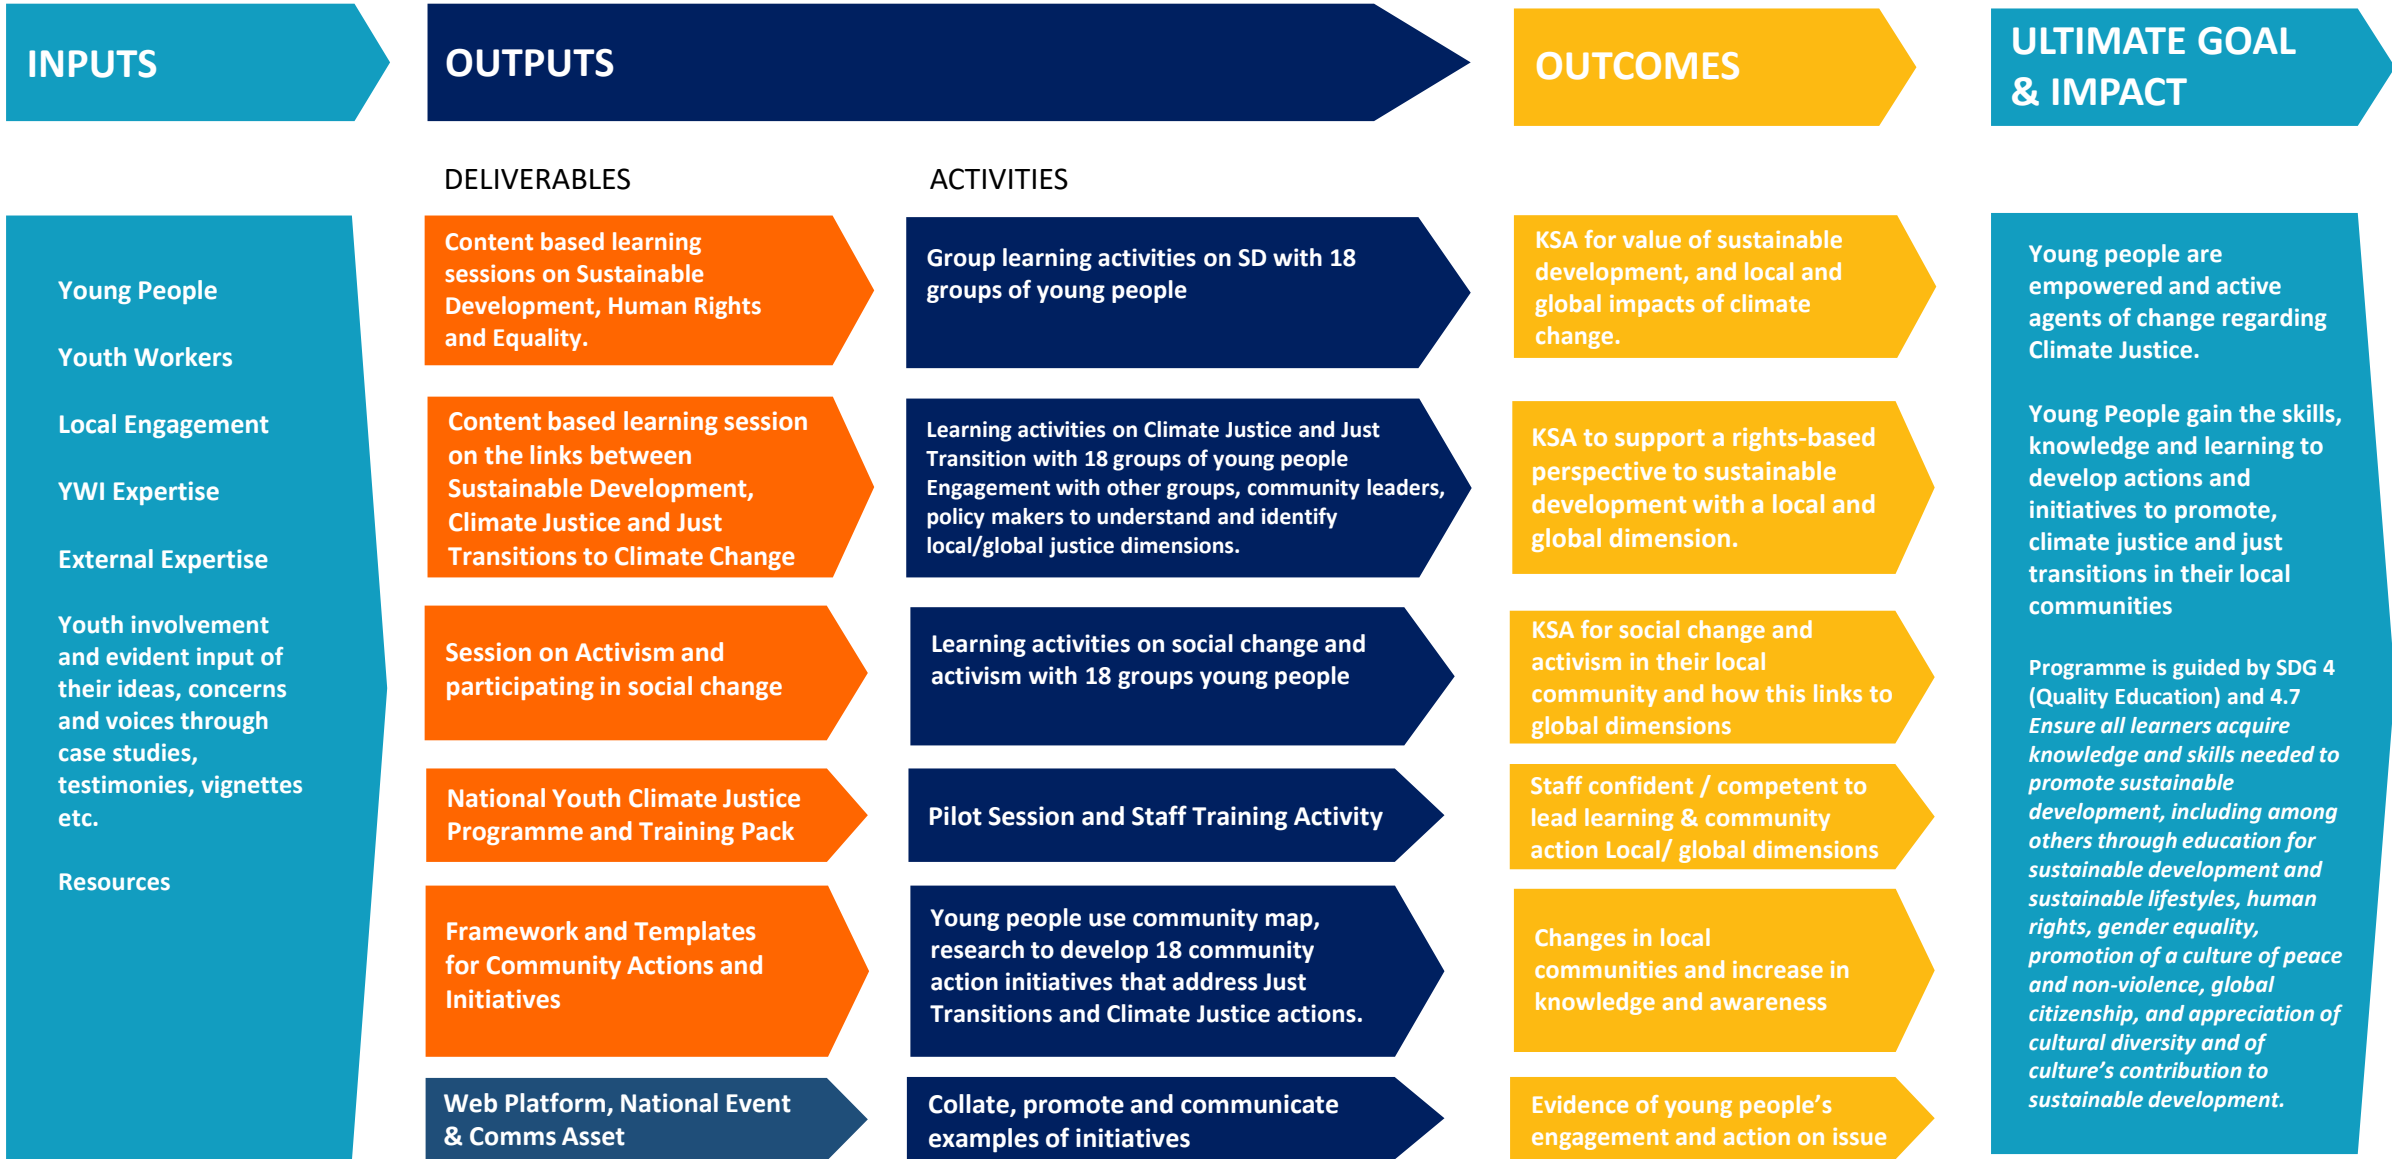 INPUTS
OUTPUTS
OUTCOMES
ULTIMATE GOAL
& IMPACT
DELIVERABLES
ACTIVITIES
Young People
Youth Workers
Local Engagement
YWI Expertise
External Expertise
Youth involvement
and evident input of
their ideas, concerns
and voices through
case studies,
testimonies, vignettes
etc.
Resources
Content based learning
sessions on Sustainable
Development, Human Rights
and Equality.
Group learning activities on SD with 18
groups of young people
KSA for value of sustainable
development, and local and
global impacts of climate
change.
Content based learning session
on the links between
Sustainable Development,
Climate Justice and Just
Transitions to Climate Change
Learning activities on Climate Justice and Just
Transition with 18 groups of young people
Engagement with other groups, community leaders,
policy makers to understand and identify
local/global justice dimensions.
KSA to support a rights-based
perspective to sustainable
development with a local and
global dimension.
Session on Activism and
participating in social change
Learning activities on social change and
activism with 18 groups young people
KSA for social change and
activism in their local
community and how this links to
global dimensions
National Youth Climate Justice
Programme and Training Pack
Pilot Session and Staff Training Activity
Staff confident / competent to
lead learning & community
action Local/ global dimensions
Framework and Templates
for Community Actions and
Initiatives
Young people use community map,
research to develop 18 community
action initiatives that address Just
Transitions and Climate Justice actions.
Changes in local
communities and increase in
knowledge and awareness
Web Platform, National Event
& Comms Asset
Collate, promote and communicate
examples of initiatives
Evidence of young people's
engagement and action on issue
Young people are
empowered and active
agents of change regarding
Climate Justice.
Young People gain the skills,
knowledge and learning to
develop actions and
initiatives to promote,
climate justice and just
transitions in their local
communities
Programme is guided by SDG 4
(Quality Education) and 4.7
Ensure all learners acquire
knowledge and skills needed to
promote sustainable
development, including among
others through education for
sustainable development and
sustainable lifestyles, human
rights, gender equality,
promotion of a culture of peace
and non-violence, global
citizenship, and appreciation of
cultural diversity and of
culture's contribution to
sustainable development.